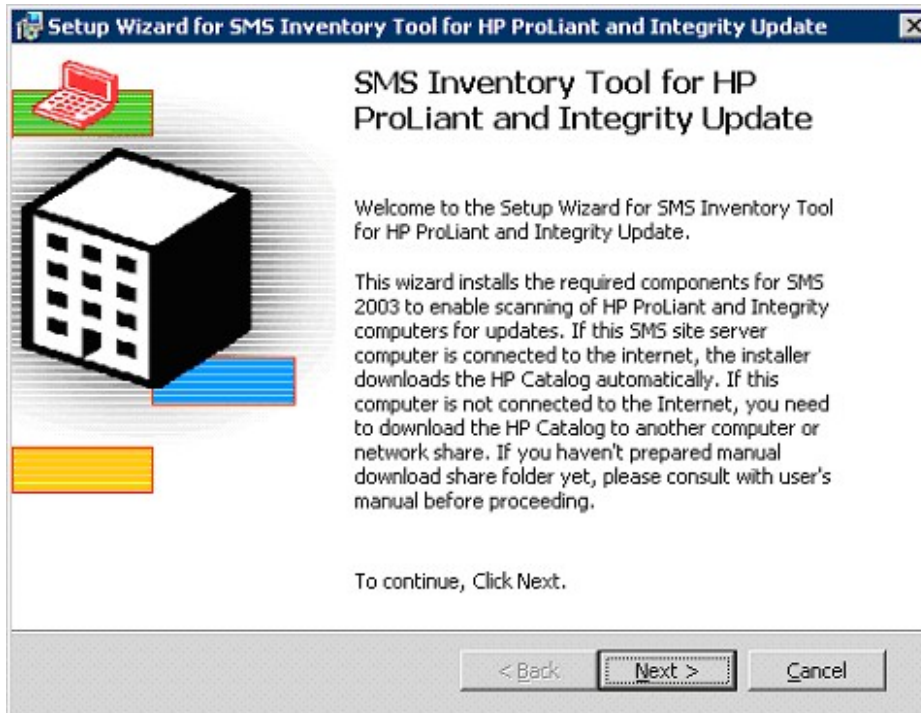 Setup Wizard for SMS Inventory Tool for HP ProLiant and Integrity Update
SMS Inventory Tool for HP
ProLiant and Integrity Update
Welcome to the Setup Wizard for SMS Inventory Tool
for HP ProLiant and Integrity Update.
This wizard installs the required components for SMS
2003 to enable scanning of HP ProLiant and Integrity
computers for updates. If this SMS site server
computer is connected to the internet, the installer
downloads the HP Catalog automatically. If this
computer is not connected to the Internet, you need
to download the HP Catalog to another computer or
network share. If you haven't prepared manual
download share folder yet, please consult with user's
manual before proceeding.
To continue, Click Next.
< Back Next > Cancel